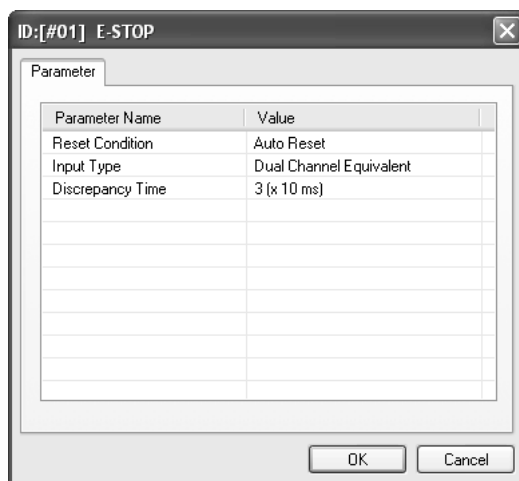 ID:[#01] E-STOP
Parameter
Parameter Name Value
Reset Condition Auto Reset
Input Type Dual Channel Equivalent
Discrepancy Time 3 (x 10 ms)
OK Cancel